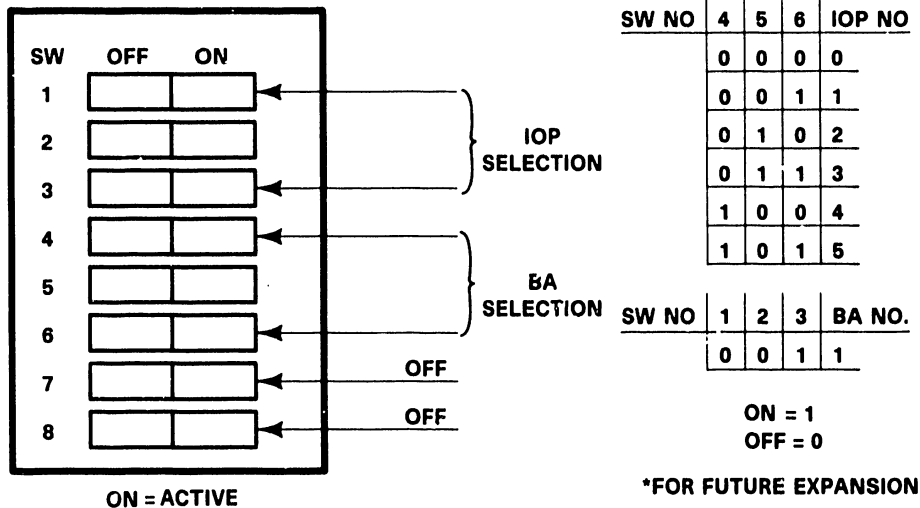 SW OFF ON
1
2
3
4
5
6
7
8
IOP
SELECTION
BA
SELECTION
OFF
OFF
ON = ACTIVE
SW NO 4 5 6 IOP NO
0 0 0 0
0 0 1 1
0 1 0 2
0 1 1 3
1 0 0 4
1 0 1 5
SW NO 1 2 3 BA NO.
0 0 1 1
ON = 1
OFF = 0
*FOR FUTURE EXPANSION